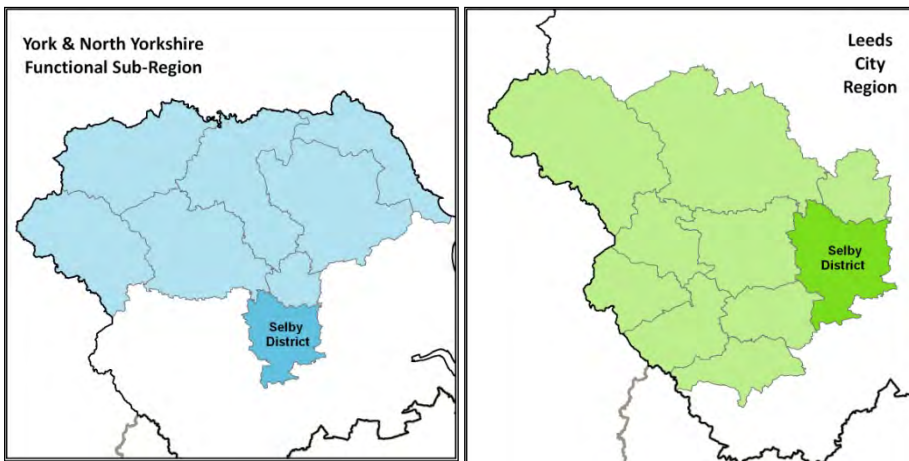 York & North Yorkshire
Functional Sub-Region
Selby
District
Leeds
City
Region
Selby
District